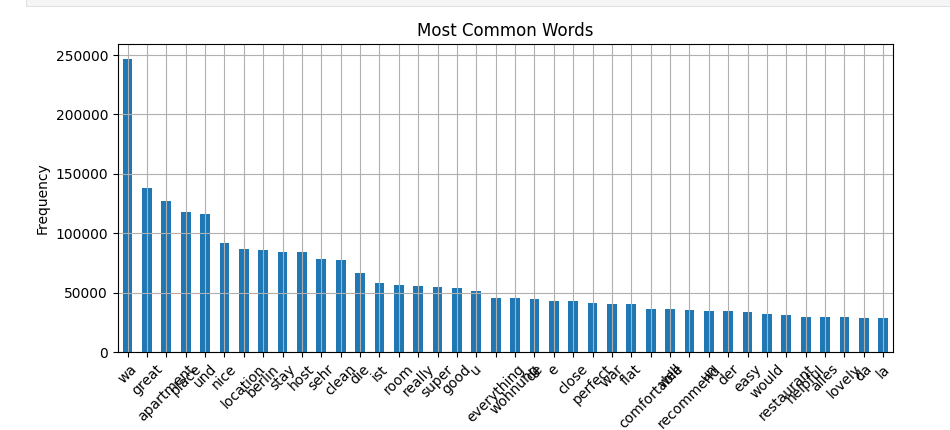 Most Common Words
250000
200000
150000
100000
50000
0
Frequency
wa
great
apartment
place
und
nice
location
berlin
stay
host
sehr
clean
die
ist
room
really
super
good
u
everything
wohnung
e
close
perfect
war
flat
comfortable
recommend
der
easy
would
restaurant
helpful
alles
lovely
da
la